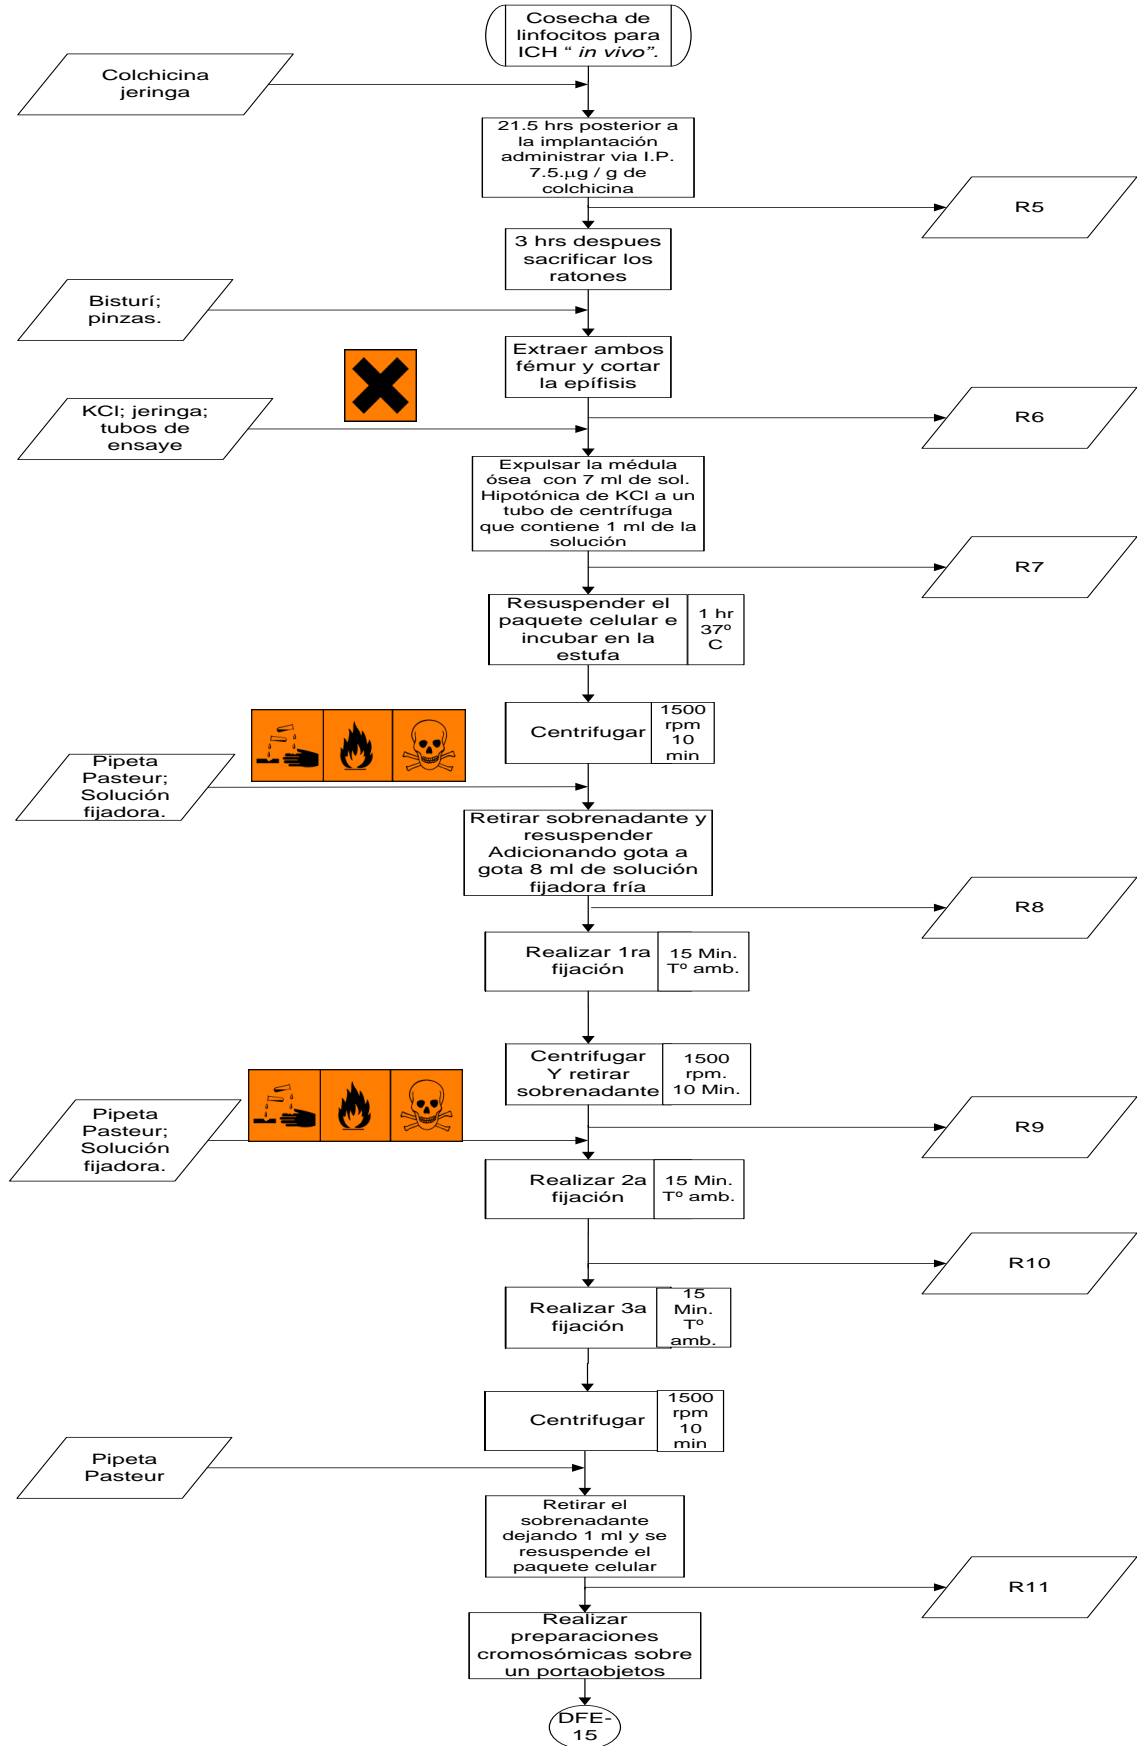 Cosecha de
linfocitos para
ICH “ in vivo”.
Colchicina
jeringa
21.5 hrs posterior a
la implantación
administrar via I.P.
7.5.µg / g de
colchicina
R5
3 hrs despues
sacrificar los
ratones
Bisturí;
pinzas.
Extraer ambos
fémur y cortar
la epífisis
KCl; jeringa;
tubos de
ensaye
R6
Expulsar la médula
ósea con 7 ml de sol.
Hipotónica de KCl a un
tubo de centrífuga
que contiene 1 ml de la
solución
R7
Resuspender el
paquete celular e
incubar en la
estufa
1 hr
37º
C
Centrifugar
1500
rpm
10
min
Pipeta
Pasteur;
Solución
fijadora.
Retirar sobrenadante y
resuspender
Adicionando gota a
gota 8 ml de solución
fijadora fría
R8
Realizar 1ra
fijación
15 Min.
Tº amb.
Centrifugar
Y retirar
sobrenadante
1500
rpm.
10 Min.
Pipeta
Pasteur;
Solución
fijadora.
R9
Realizar 2a
fijación
15 Min.
Tº amb.
R10
Realizar 3a
fijación
15
Min.
Tº
amb.
Centrifugar
1500
rpm
10
min
Pipeta
Pasteur
Retirar el
sobrenadante
dejando 1 ml y se
resuspende el
paquete celular
R11
Realizar
preparaciones
cromosómicas sobre
un portaobjetos
DFE-
15